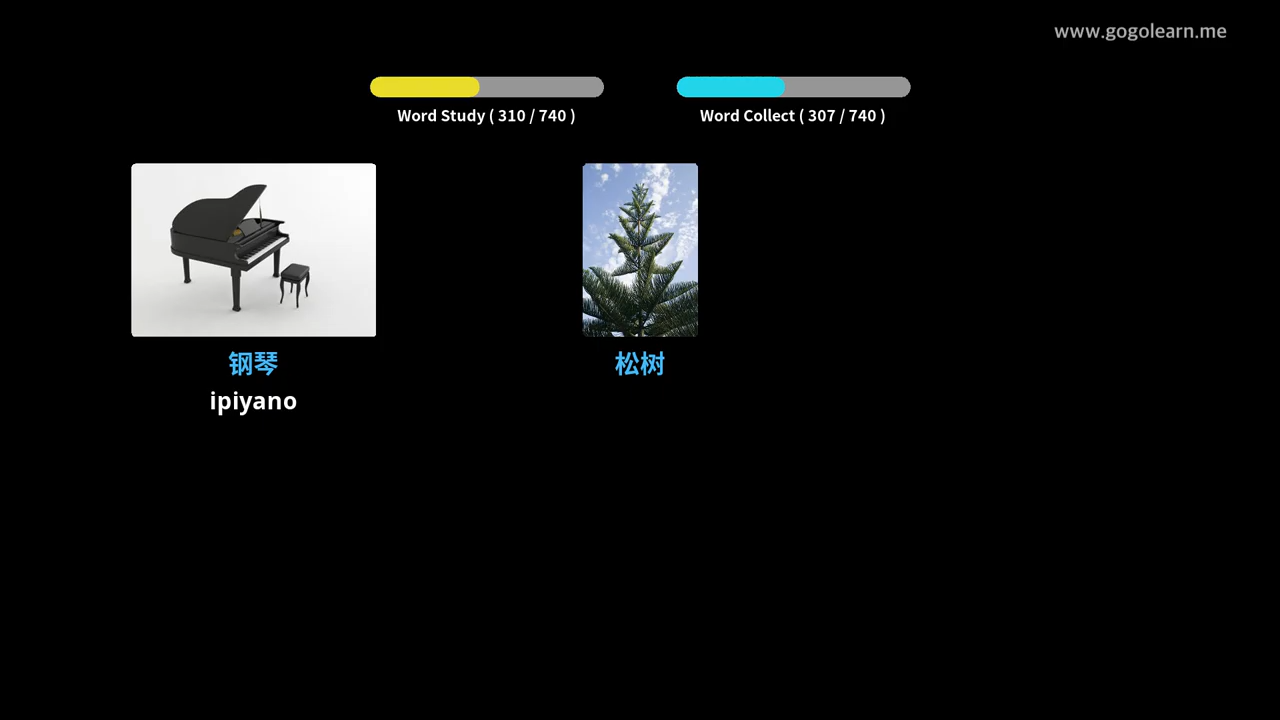 www.gogolearn.me
Word Study ( 310 / 740 )
Word Collect ( 307 / 740 )
钢琴
松树
ipiyano